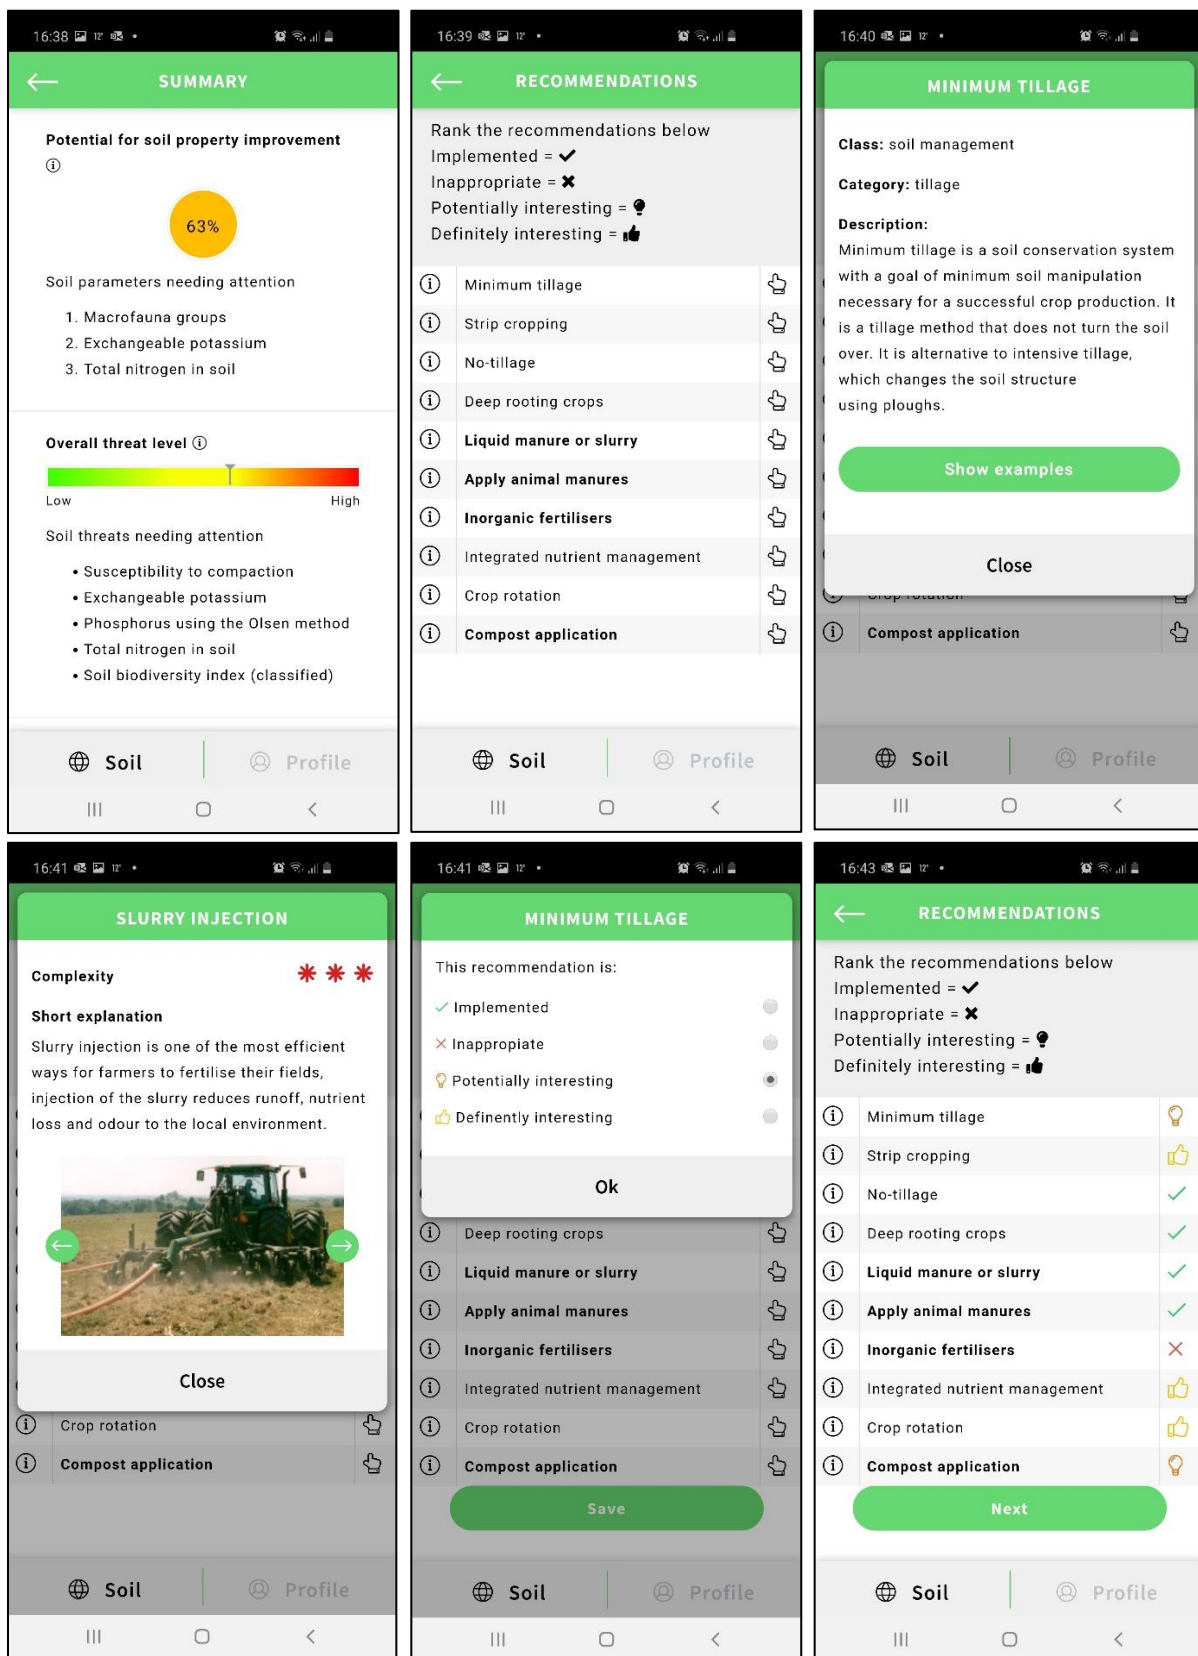 16:38 12°
SUMMARY
Potential for soil property improvement
63%
Soil parameters needing attention
1. Macrofauna groups
2. Exchangeable potassium
3. Total nitrogen in soil
Overall threat level
Low High
Soil threats needing attention
• Susceptibility to compaction
• Exchangeable potassium
• Phosphorus using the Olsen method
• Total nitrogen in soil
• Soil biodiversity index (classified)
Soil Profile
16:39 12°
RECOMMENDATIONS
Rank the recommendations below
Implemented = ✔
Inappropriate = ✖
Potentially interesting =
Definitely interesting =
Minimum tillage
Strip cropping
No-tillage
Deep rooting crops
Liquid manure or slurry
Apply animal manures
Inorganic fertilisers
Integrated nutrient management
Crop rotation
Compost application
Soil Profile
16:40 12°
MINIMUM TILLAGE
Class: soil management
Category: tillage
Description:
Minimum tillage is a soil conservation system
with a goal of minimum soil manipulation
necessary for a successful crop production. It
is a tillage method that does not turn the soil
over. It is alternative to intensive tillage,
which changes the soil structure
using ploughs.
Show examples
Close
Crop rotation
Compost application
Soil Profile
16:41 12°
SLURRY INJECTION
Complexity * * *
Short explanation
Slurry injection is one of the most efficient
ways for farmers to fertilise their fields,
injection of the slurry reduces runoff, nutrient
loss and odour to the local environment.
Close
Crop rotation
Compost application
Soil Profile
16:41 12°
MINIMUM TILLAGE
This recommendation is:
Implemented
Inappropiate
Potentially interesting
Definently interesting
Ok
Deep rooting crops
Liquid manure or slurry
Apply animal manures
Inorganic fertilisers
Integrated nutrient management
Crop rotation
Compost application
Save
Soil Profile
16:43 12°
RECOMMENDATIONS
Rank the recommendations below
Implemented = ✔
Inappropriate = ✖
Potentially interesting =
Definitely interesting =
Minimum tillage
Strip cropping
No-tillage
Deep rooting crops
Liquid manure or slurry
Apply animal manures
Inorganic fertilisers
Integrated nutrient management
Crop rotation
Compost application
Next
Soil Profile